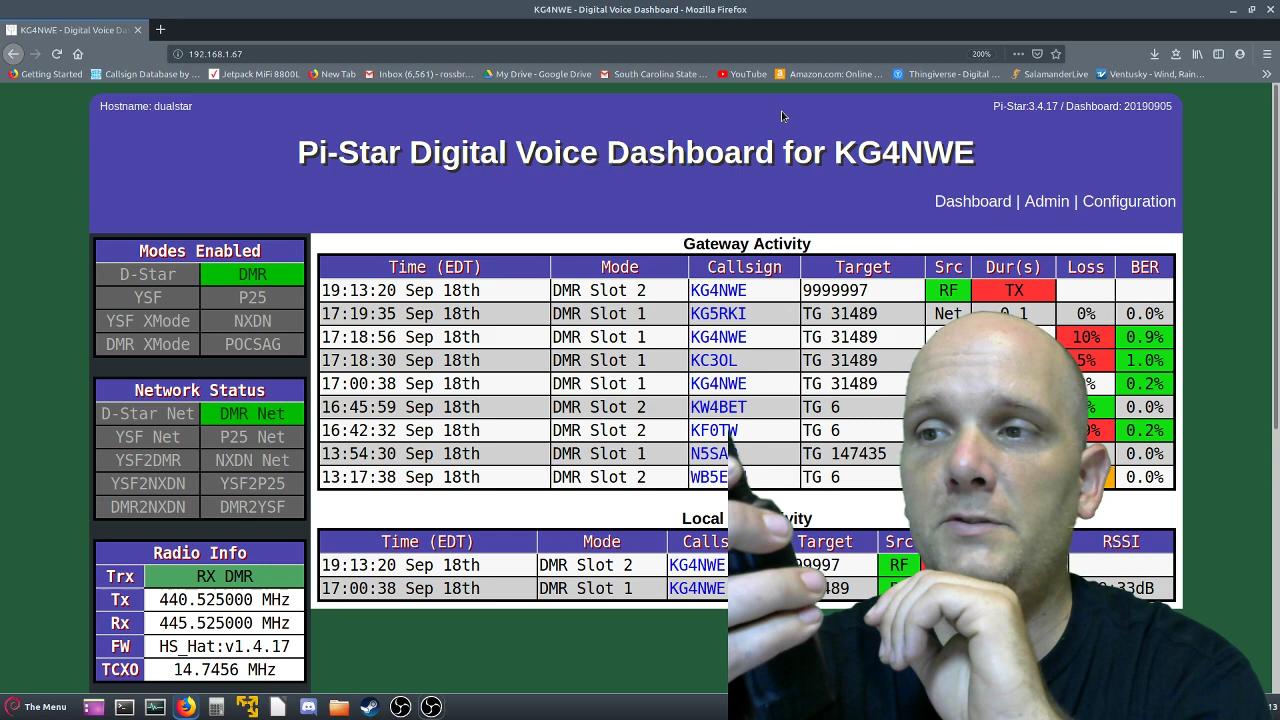 KG4NWE - Digital Voice Dashboard - Mozilla Firefox
KG4NWE - Digital Voice Da
192.168.1.67
200%
Getting Started Callsign Database by ... Jetpack MiFi 8800L New Tab Inbox (6,561) - rossbr... My Drive - Google Drive South Carolina State ... YouTube Amazon.com: Online ... Thingiverse - Digital ... SalamanderLive Ventusky - Wind, Rain...
Hostname: dualstar
Pi-Star:3.4.17 / Dashboard: 20190905
Pi-Star Digital Voice Dashboard for KG4NWE
Dashboard | Admin | Configuration
Modes Enabled
D-Star DMR
YSF P25
YSF XMode NXDN
DMR XMode POCSAG
Network Status
D-Star Net DMR Net
YSF Net P25 Net
YSF2DMR NXDN Net
YSF2NXDN YSF2P25
DMR2NXDN DMR2YSF
Radio Info
Trx RX DMR
Tx 440.525000 MHz
Rx 445.525000 MHz
FW HS_Hat:v1.4.17
TCXO 14.7456 MHz
Gateway Activity
Time (EDT) Mode Callsign Target Src Dur(s) Loss BER
19:13:20 Sep 18th DMR Slot 2 KG4NWE 9999997 RF TX
17:19:35 Sep 18th DMR Slot 1 KG5RKI TG 31489 Net 0.1 0% 0.0%
17:18:56 Sep 18th DMR Slot 1 KG4NWE TG 31489 10% 0.9%
17:18:30 Sep 18th DMR Slot 1 KC3OL TG 31489 5% 1.0%
17:00:38 Sep 18th DMR Slot 1 KG4NWE TG 31489 % 0.2%
16:45:59 Sep 18th DMR Slot 2 KW4BET TG 6 % 0.0%
16:42:32 Sep 18th DMR Slot 2 KF0TW TG 6 % 0.2%
13:54:30 Sep 18th DMR Slot 1 N5SA TG 147435 0.0%
13:17:38 Sep 18th DMR Slot 2 WB5E TG 6 0.0%
Local ivity
Time (EDT) Mode Calls Target Src RSSI
19:13:20 Sep 18th DMR Slot 2 KG4NWE 99997 RF
17:00:38 Sep 18th DMR Slot 1 KG4NWE 489 33dB
The Menu
13